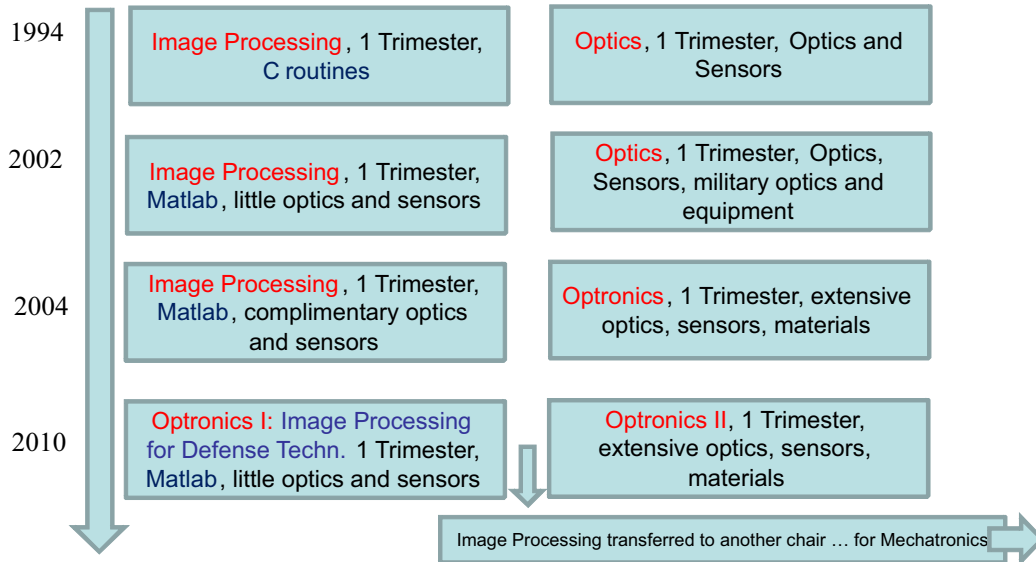 1994
Image Processing, 1 Trimester,
C routines
Optics, 1 Trimester, Optics and
Sensors
2002
Image Processing, 1 Trimester,
Matlab, little optics and sensors
Optics, 1 Trimester, Optics,
Sensors, military optics and
equipment
2004
Image Processing, 1 Trimester,
Matlab, complimentary optics
and sensors
Optronics, 1 Trimester, extensive
optics, sensors, materials
2010
Optronics I: Image Processing
for Defense Techn. 1 Trimester,
Matlab, little optics and sensors
Optronics II, 1 Trimester,
extensive optics, sensors,
materials
Image Processing transferred to another chair … for Mechatronics